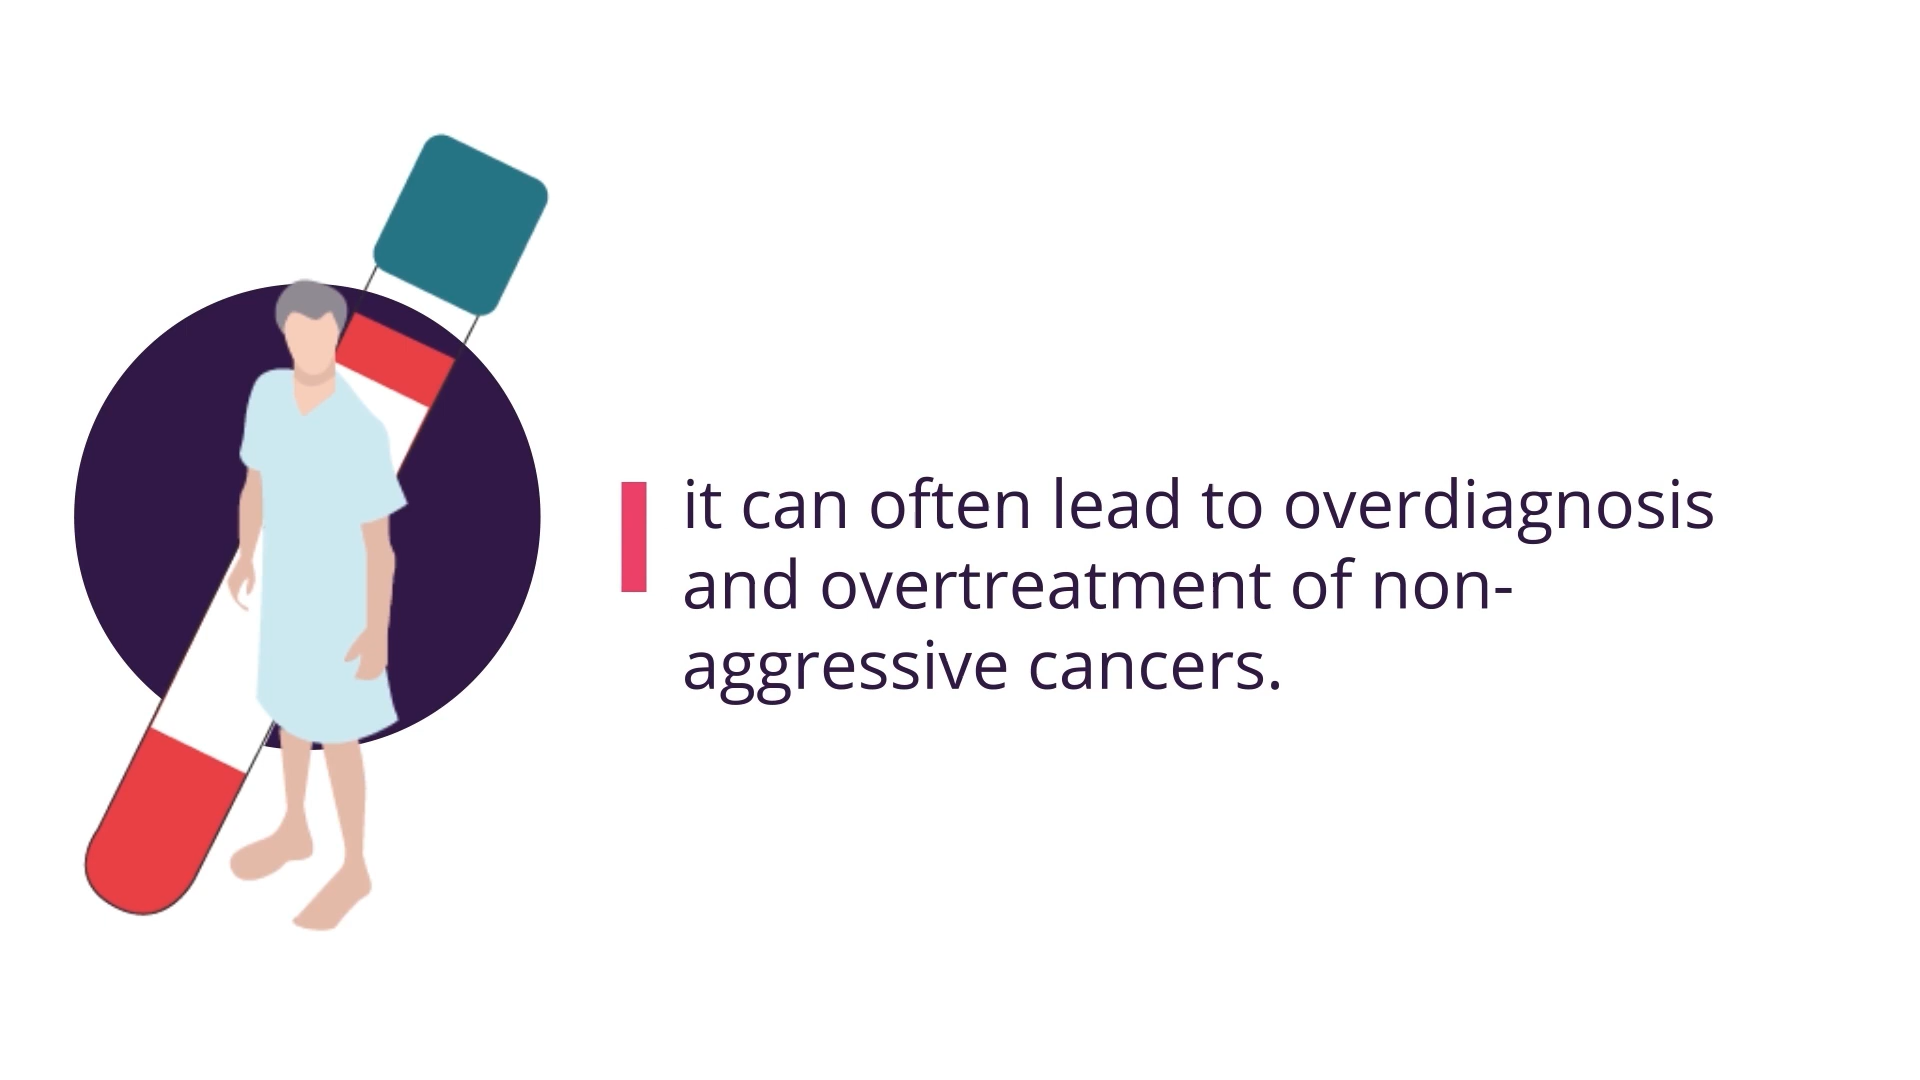 it can often lead to overdiagnosis
and overtreatment of non-
aggressive cancers.